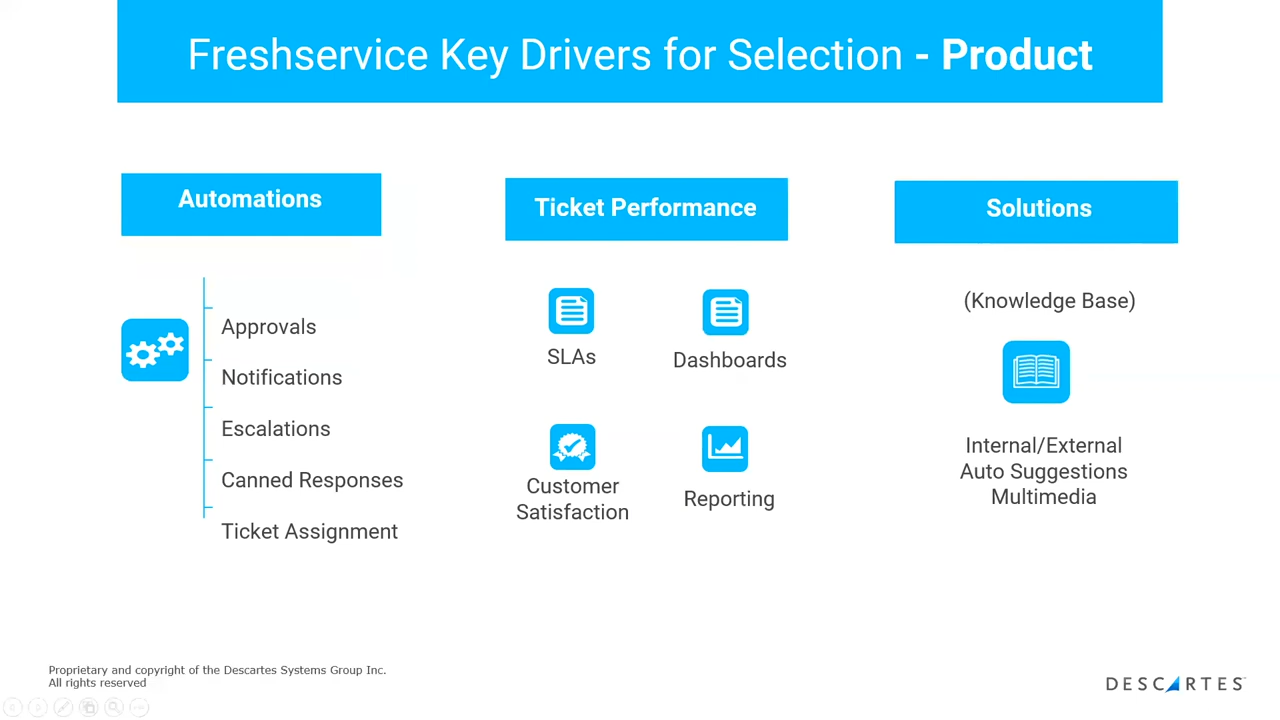 Freshservice Key Drivers for Selection - Product
Automations
Approvals
Notifications
Escalations
Canned Responses
Ticket Assignment
Ticket Performance
SLAs
Dashboards
Customer
Satisfaction
Reporting
Solutions
(Knowledge Base)
Internal/External
Auto Suggestions
Multimedia
Proprietary and copyright of the Descartes Systems Group Inc.
All rights reserved
DESCARTES